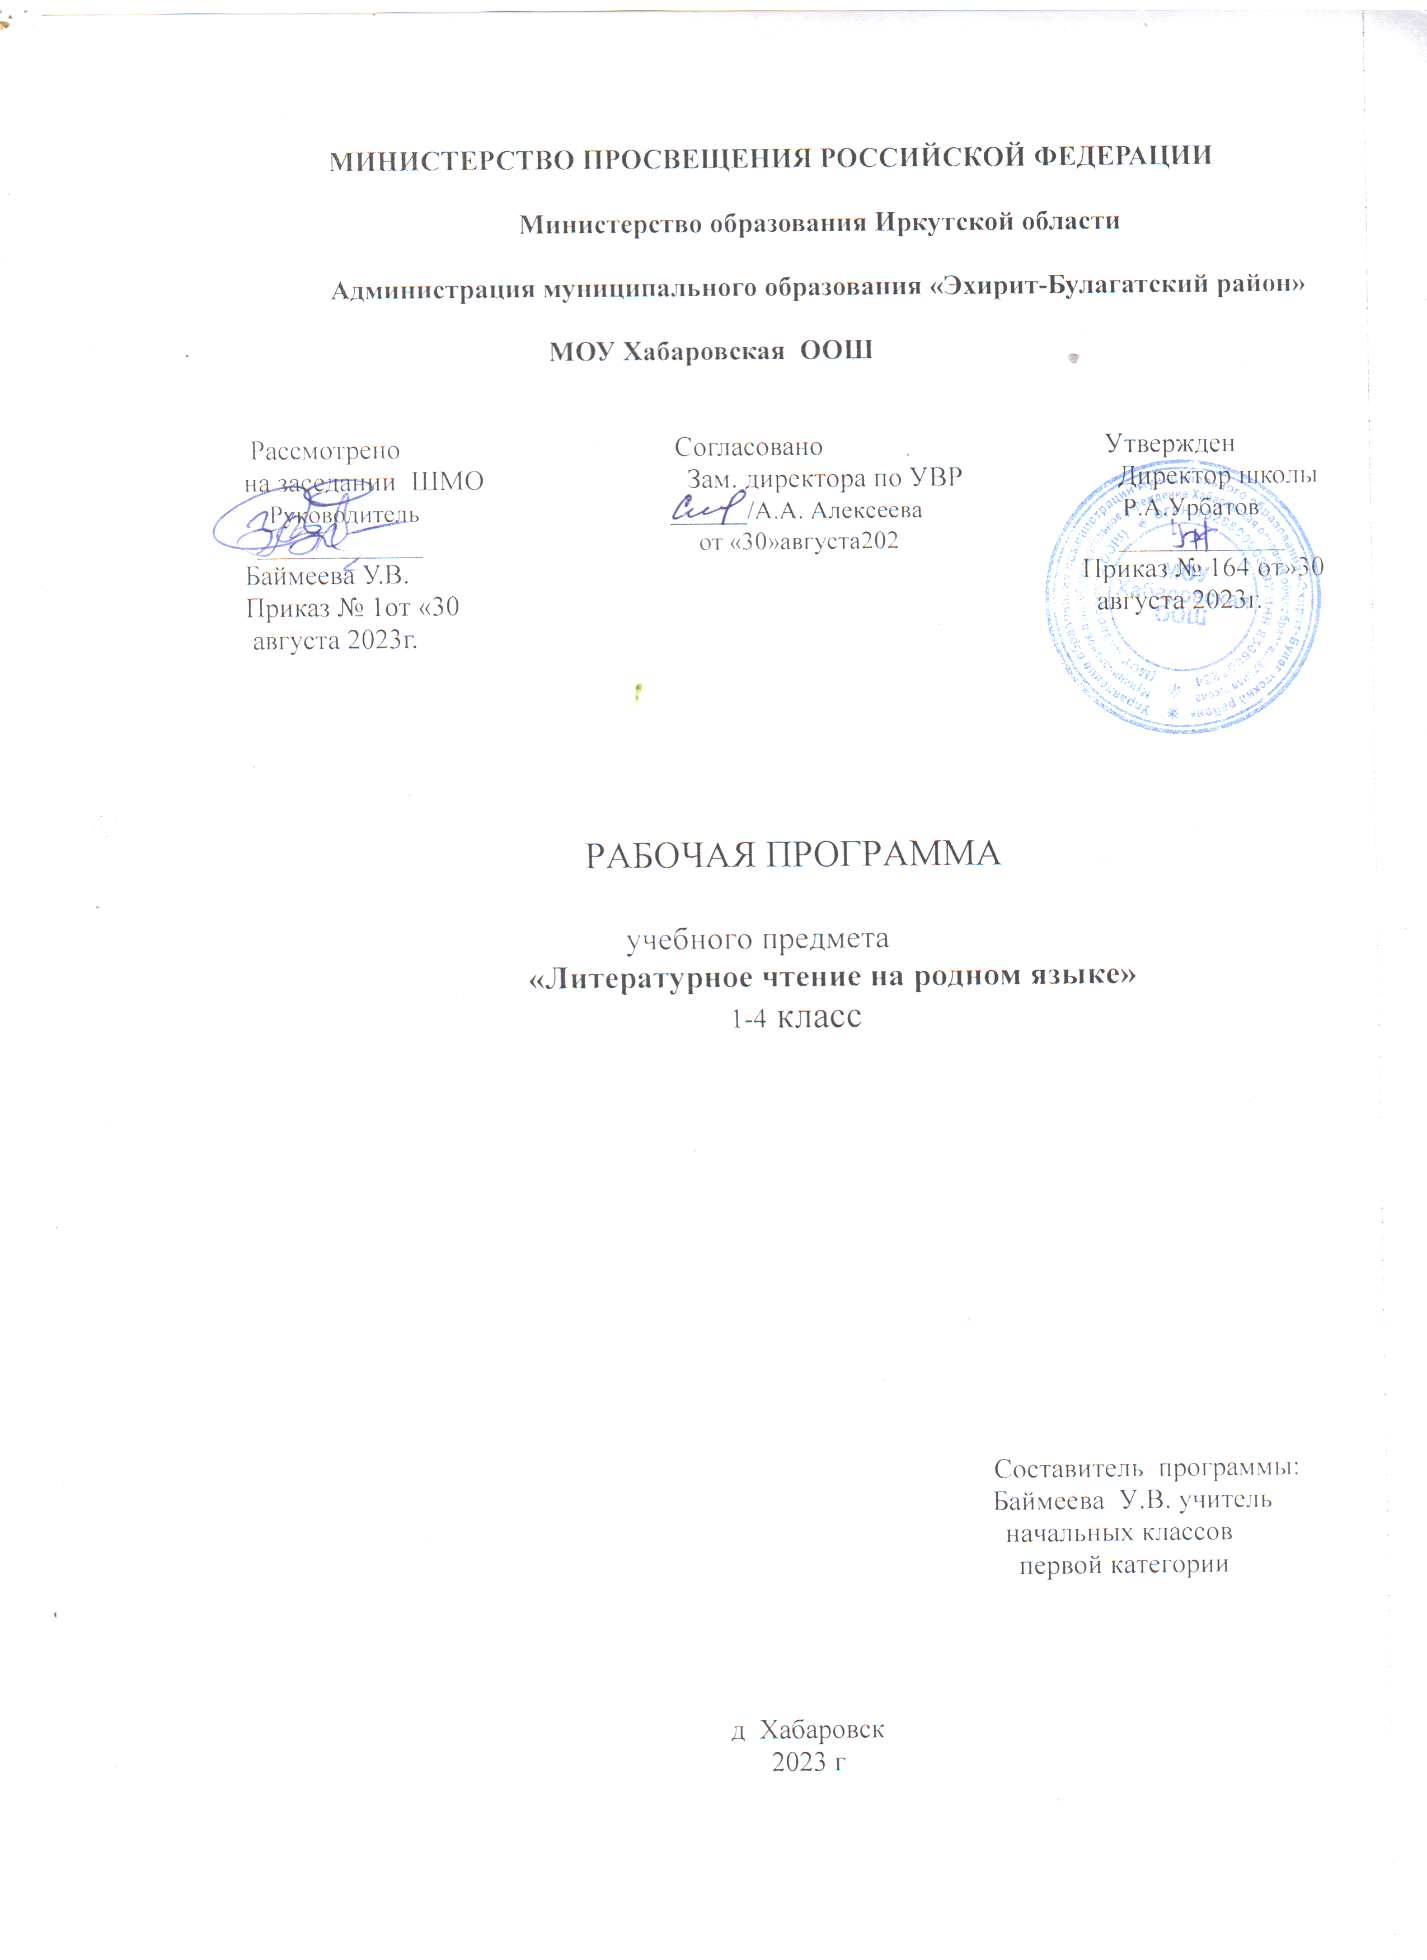 МИНИСТЕРСТВО ПРОСВЕЩЕНИЯ РОССИЙСКОЙ ФЕДЕРАЦИИ
Министерство образования Иркутской области
Администрация муниципального образования «Эхирит-Булагатский район»
МОУ Хабаровская ООШ
Рассмотрено
на заседании ШМО
Руководитель
Баймеева У.В.
Приказ № 1от «30
августа 2023г.
Согласовано
Зам. директора по УВР
/А.А. Алексеева
от «30»августа202
Утвержден
Директор школы
Р.А.Урбатов
Приказ № 164 от»30
августа 2023г.
МОУ
Хабаровская
ООШ
РАБОЧАЯ ПРОГРАММА
учебного предмета
«Литературное чтение на родном языке»
1-4 класс
Составитель программы:
Баймеева У.В. учитель
начальных классов
первой категории
д Хабаровск
2023 г